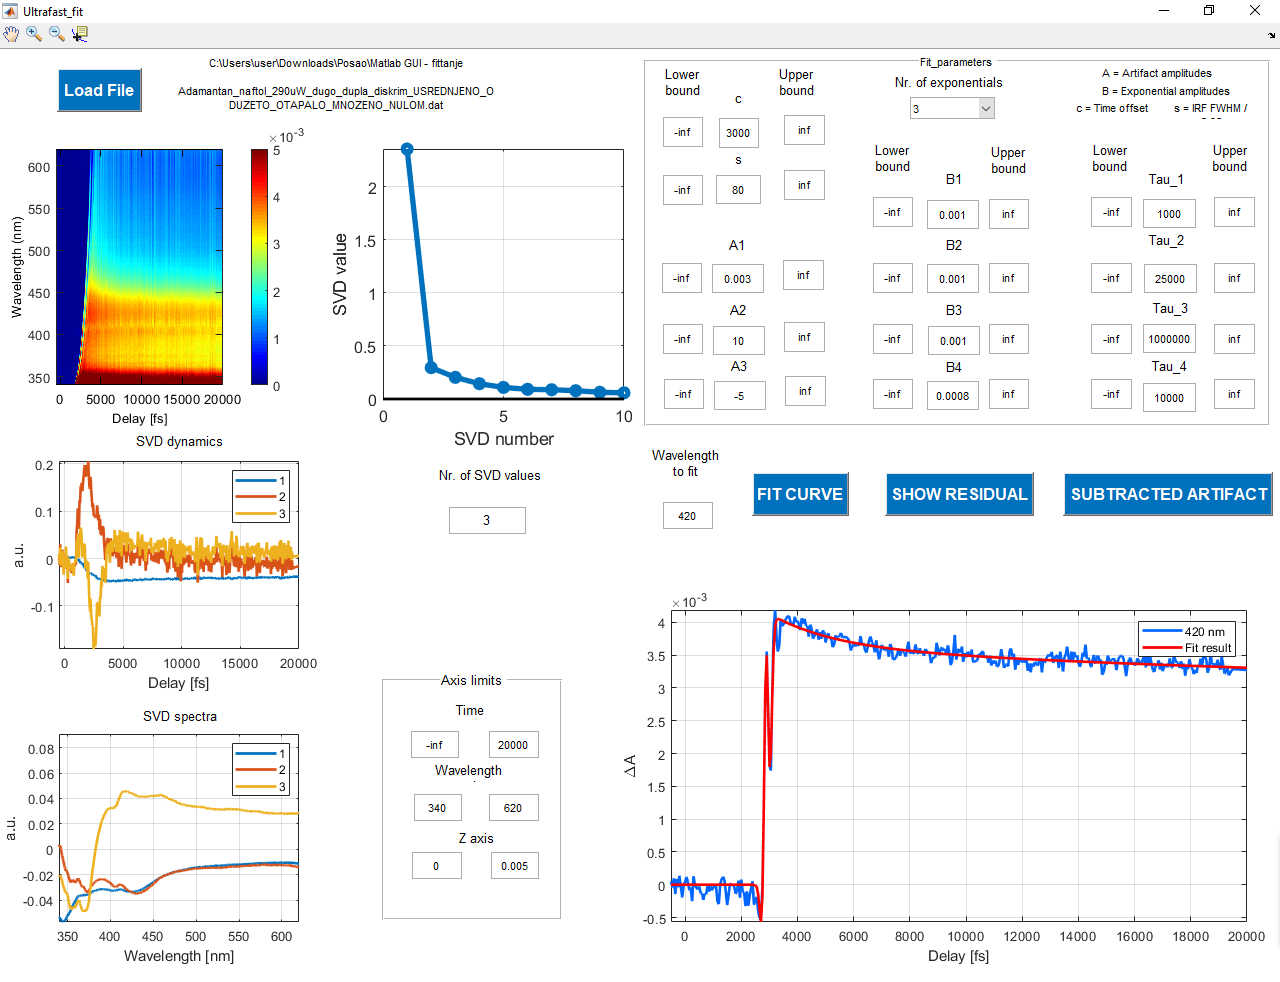 Ultrafast_fit
C:\Users\user\Downloads\Posao\Matlab GUI - fittanje
Load File
Adamantan_naftol_290uW_dugo_dupla_diskrim_USREDNJENO_O
DUZETO_OTAPALO_MNOZENO_NULOM.dat
Fit_parameters
Lower
bound
Upper
bound
c
-inf
3000
inf
s
-inf
80
inf
A1
-inf
0.003
inf
A2
-inf
10
inf
A3
-inf
-5
inf
Nr. of exponentials
3
A = Artifact amplitudes
B = Exponential amplitudes
c = Time offset
s = IRF FWHM /
Lower
bound
Upper
bound
B1
-inf
0.001
inf
B2
-inf
0.001
inf
B3
-inf
0.001
inf
B4
-inf
0.0008
inf
Lower
bound
Upper
bound
Tau_1
-inf
1000
inf
Tau_2
-inf
25000
inf
Tau_3
-inf
1000000
inf
Tau_4
-inf
10000
inf
×10⁻³
Wavelength (nm)
600
550
500
450
400
350
0 5000 10000 15000 20000
Delay [fs]
5
4
3
2
1
0
SVD value
2
1.5
1
0.5
0
0 5 10
SVD number
SVD dynamics
a.u.
0.2
0.1
0
-0.1
1
2
3
0 5000 10000 15000 20000
Delay [fs]
Nr. of SVD values
3
Wavelength
to fit
420
FIT CURVE
SHOW RESIDUAL
SUBTRACTED ARTIFACT
SVD spectra
a.u.
0.08
0.06
0.04
0.02
0
-0.02
-0.04
1
2
3
350 400 450 500 550 600
Wavelength [nm]
Axis limits
Time
-inf
20000
Wavelength
340
620
Z axis
0
0.005
×10⁻³
ΔA
4
3.5
3
2.5
2
1.5
1
0.5
0
-0.5
420 nm
Fit result
0 2000 4000 6000 8000 10000 12000 14000 16000 18000 20000
Delay [fs]